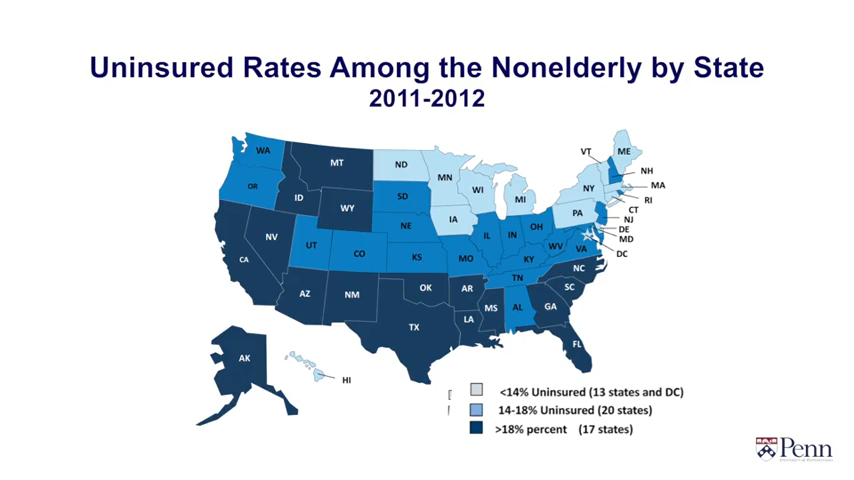 Uninsured Rates Among the Nonelderly by State
2011-2012
WA
MT
ND
MN
VT
ME
OR
ID
SD
WI
MI
NY
NH
MA
WY
RI
IA
PA
CT
NJ
NV
NE
IL
IN
OH
DE
MD
UT
CO
WV
VA
DC
CA
KS
MO
KY
NC
TN
AZ
NM
OK
AR
SC
MS
AL
GA
LA
TX
FL
AK
HI
<14% Uninsured (13 states and DC)
14-18% Uninsured (20 states)
>18% percent (17 states)
Penn